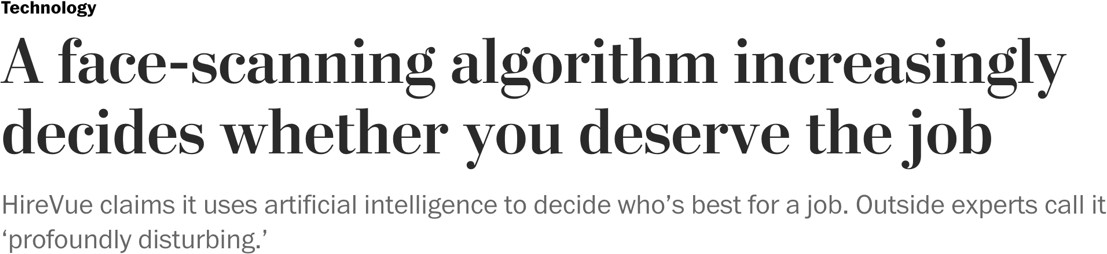 Technology
A face-scanning algorithm increasingly
decides whether you deserve the job
HireVue claims it uses artificial intelligence to decide who’s best for a job. Outside experts call it
‘profoundly disturbing.’